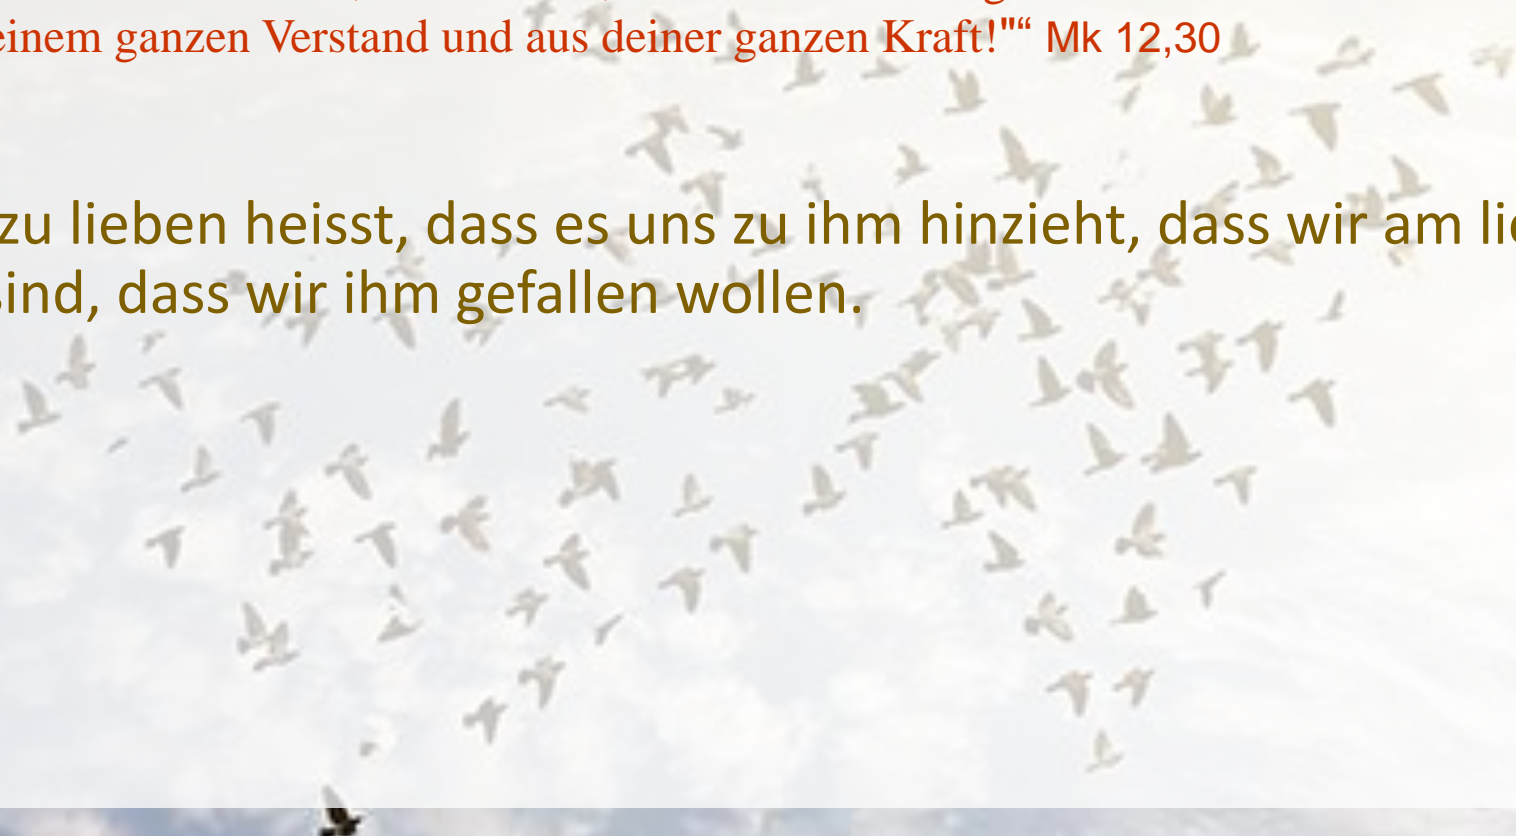 einem ganzen Verstand und aus deiner ganzen Kraft!"“ Mk 12,30
zu lieben heisst, dass es uns zu ihm hinzieht, dass wir am
sind, dass wir ihm gefallen wollen.